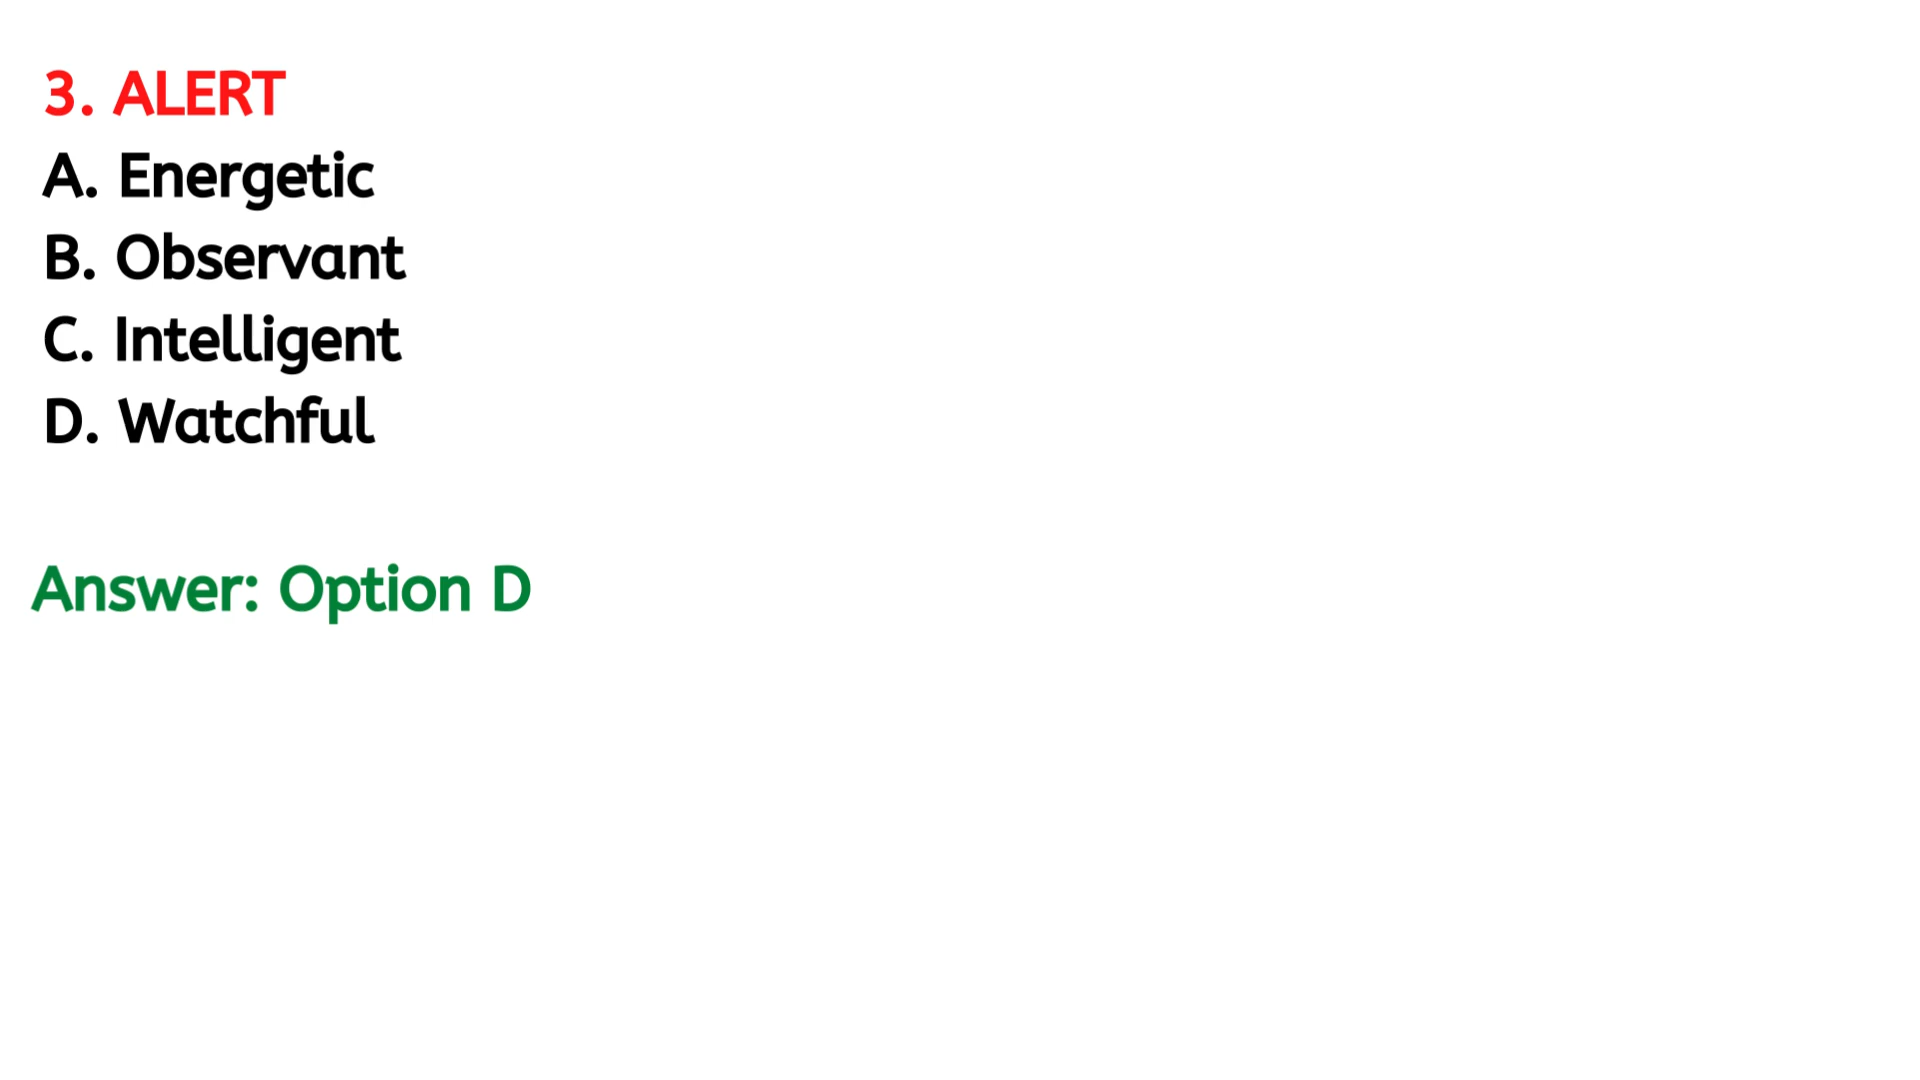 3. ALERT
A. Energetic
B. Observant
C. Intelligent
D. Watchful
Answer: Option D